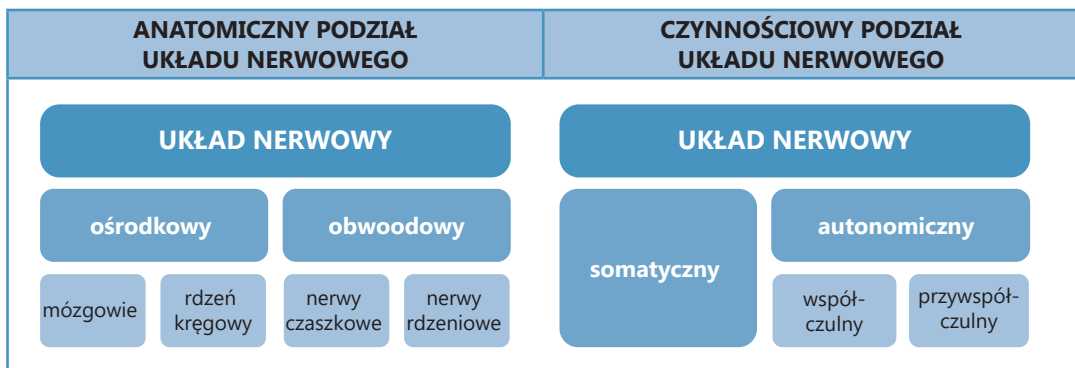 ANATOMICZNY PODZIAŁ
UKŁADU NERWOWEGO
CZYNNOŚCIOWY PODZIAŁ
UKŁADU NERWOWEGO
UKŁAD NERWOWY
ośrodkowy
obwoodowy
mózgowie
rdzeń
kręgowy
nerwy
czaszkowe
nerwy
rdzeniowe
UKŁAD NERWOWY
somatyczny
autonomiczny
współ-
czulny
przywspół-
czulny